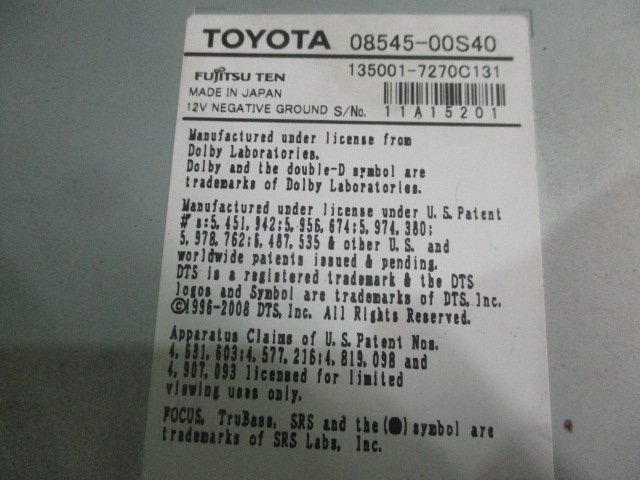 TOYOTA 08545-00S40
FUJITSU TEN 135001-7270C131
MADE IN JAPAN
12V NEGATIVE GROUND S/No. 11A15201
Manufactured under license from
Dolby Laboratories.
Dolby and the double-D symbol are
trademarks of Dolby Laboratories.
Manufactured under license under U.S. Patent
#'s:5,451,942;5,956,674;5,974,380;
5,978,762;6,487,535 & other U.S. and
worldwide patents issued & pending.
DTS is a registered trademark & the DTS
logos and Symbol are trademarks of DTS, Inc.
©1996-2008 DTS, Inc. All Rights Reserved.
Apparatus Claims of U.S. Patent Nos.
4,631,603;4,577,216;4,819,098 and
4,907,093 licensed for limited
viewing uses only.
FOCUS, TruBass, SRS and the (●) symbol are
trademarks of SRS Labs, Inc.